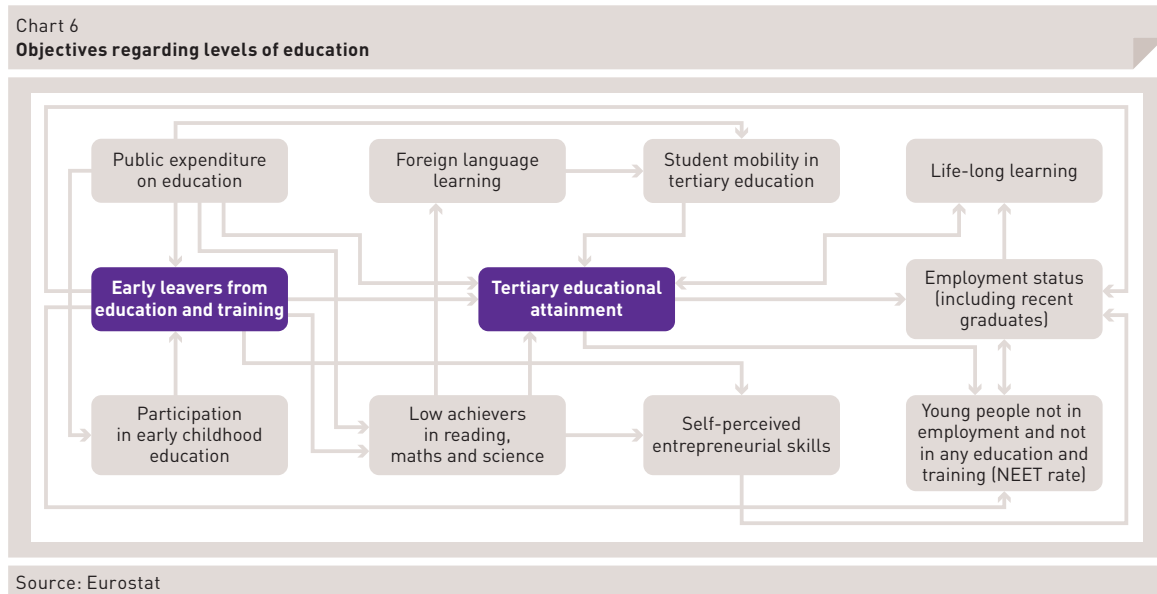 Chart 6
Objectives regarding levels of education
Public expenditure
on education
Foreign language
learning
Student mobility in
tertiary education
Life-long learning
Early leavers from
education and training
Tertiary educational
attainment
Employment status
(including recent
graduates)
Participation
in early childhood
education
Low achievers
in reading,
maths and science
Self-perceived
entrepreneurial skills
Young people not in
employment and not
in any education and
training (NEET rate)
Source: Eurostat